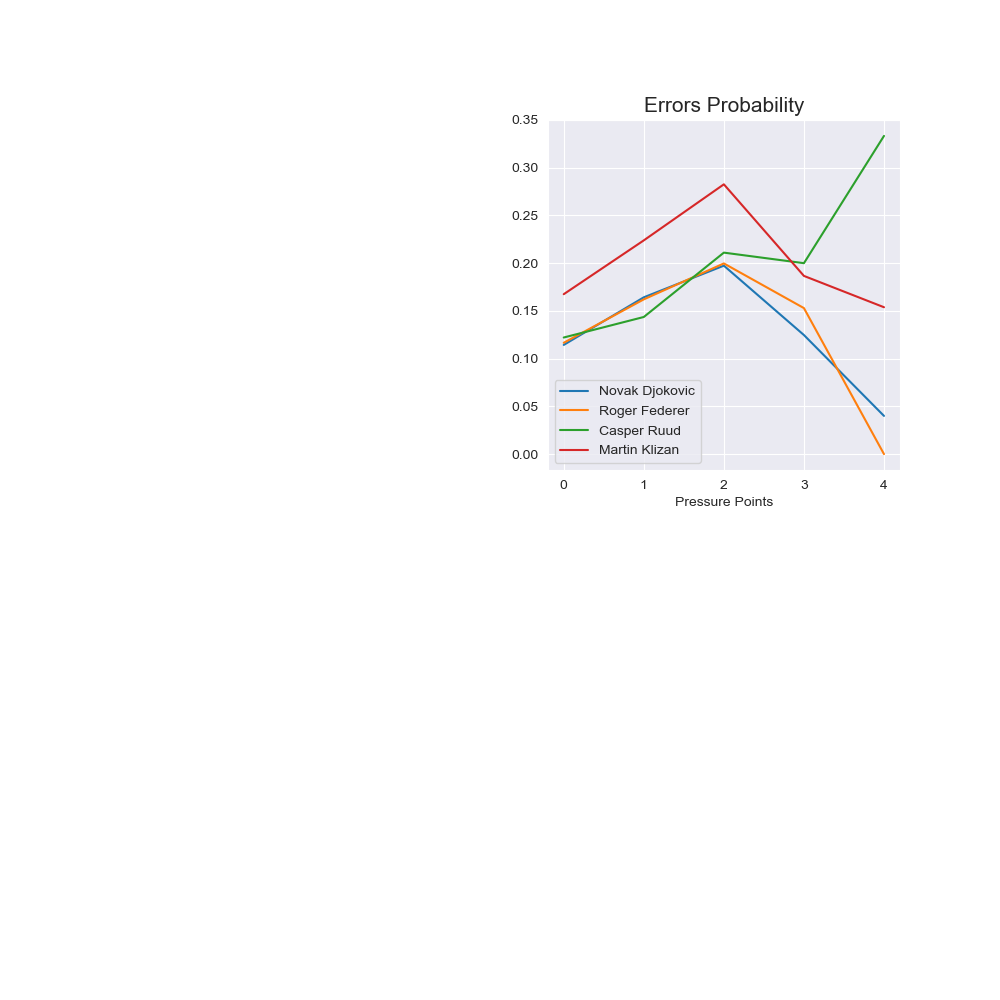 Errors Probability
0.35
0.30
0.25
0.20
0.15
0.10
0.05
0.00
Novak Djokovic
Roger Federer
Casper Ruud
Martin Klizan
0 1 2 3 4
Pressure Points